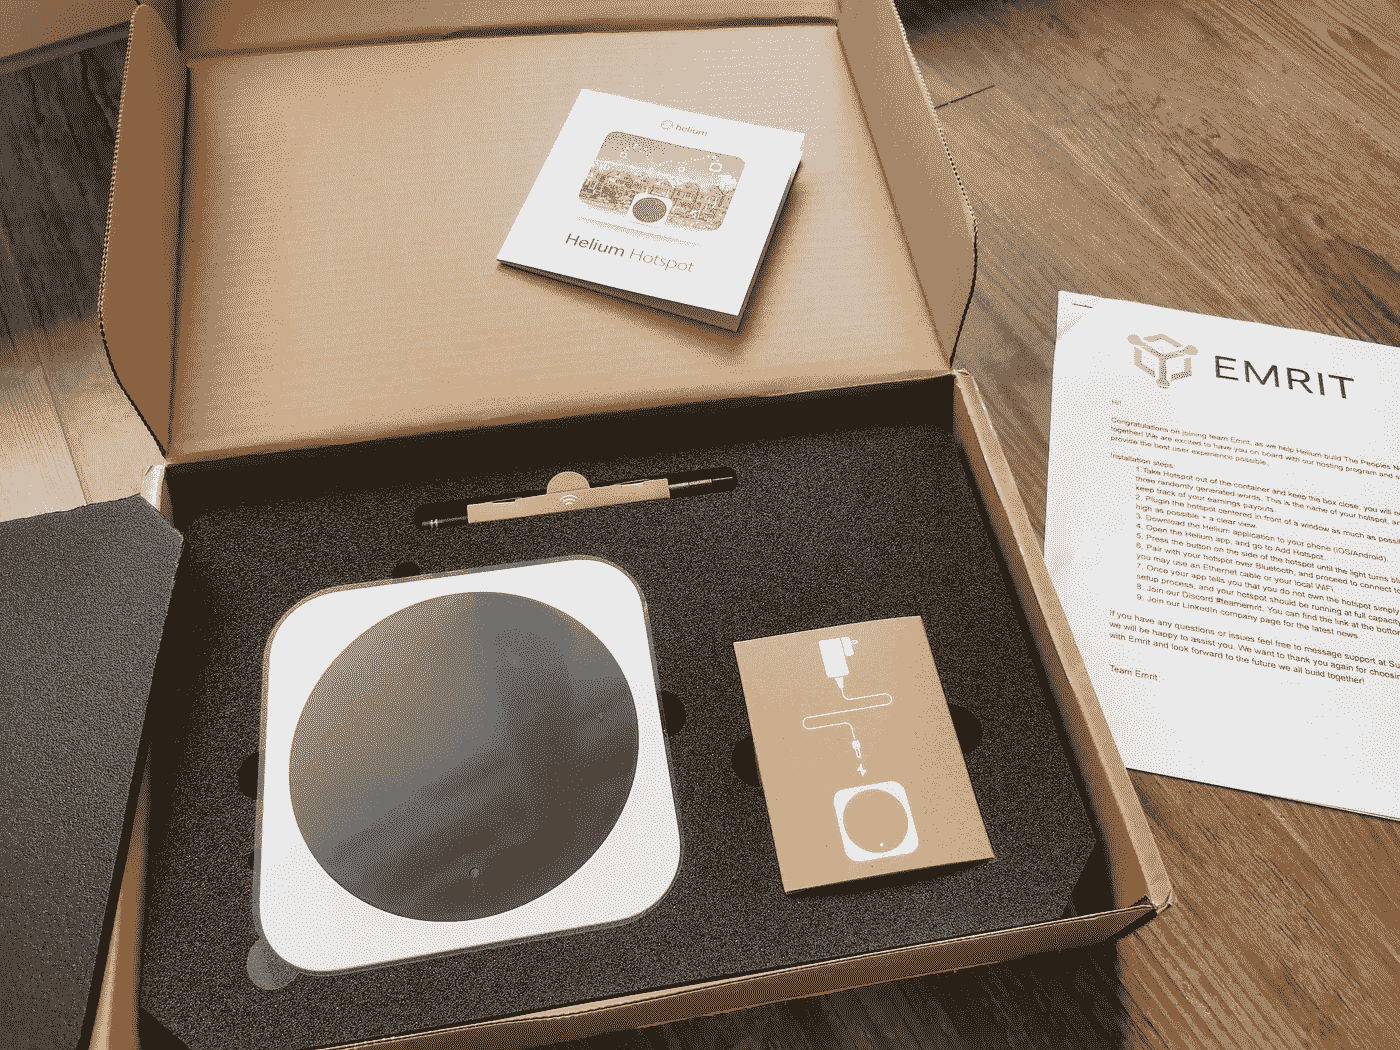 helium
Helium Hotspot
EMRIT
Hi!
Congratulations on joining team Emrit, as we help Helium build The Peoples
together! We are excited to have you on board with our hosting program and
provide the best user experience possible.
Installation steps:
1. Take Hotspot out of the container and keep the box close, you will
three randomly generated words. This is the name of your hotspot.
keep track of your earnings payouts.
2. Plugin the hotspot centered in front of a window as much as
high as possible + a clear view.
3. Download the Helium application to your phone (iOS/Android).
4. Open the Helium app, and go to Add Hotspot.
5. Press the button on the side of the hotspot until the light turns
6. Pair with your hotspot over Bluetooth, and proceed to connect
you may use an Ethernet cable or your local WiFi.
7. Once your app tells you that you do not own the hotspot simply
setup process, and your hotspot should be running at full capacity
8. Join our Discord #teamemrit. You can find the link at the
9. Join our LinkedIn company page for the latest news.
If you have any questions or issues feel free to message support at
we will be happy to assist you. We want to thank you again for
with Emrit and look forward to the future we all build together!
Team Emrit